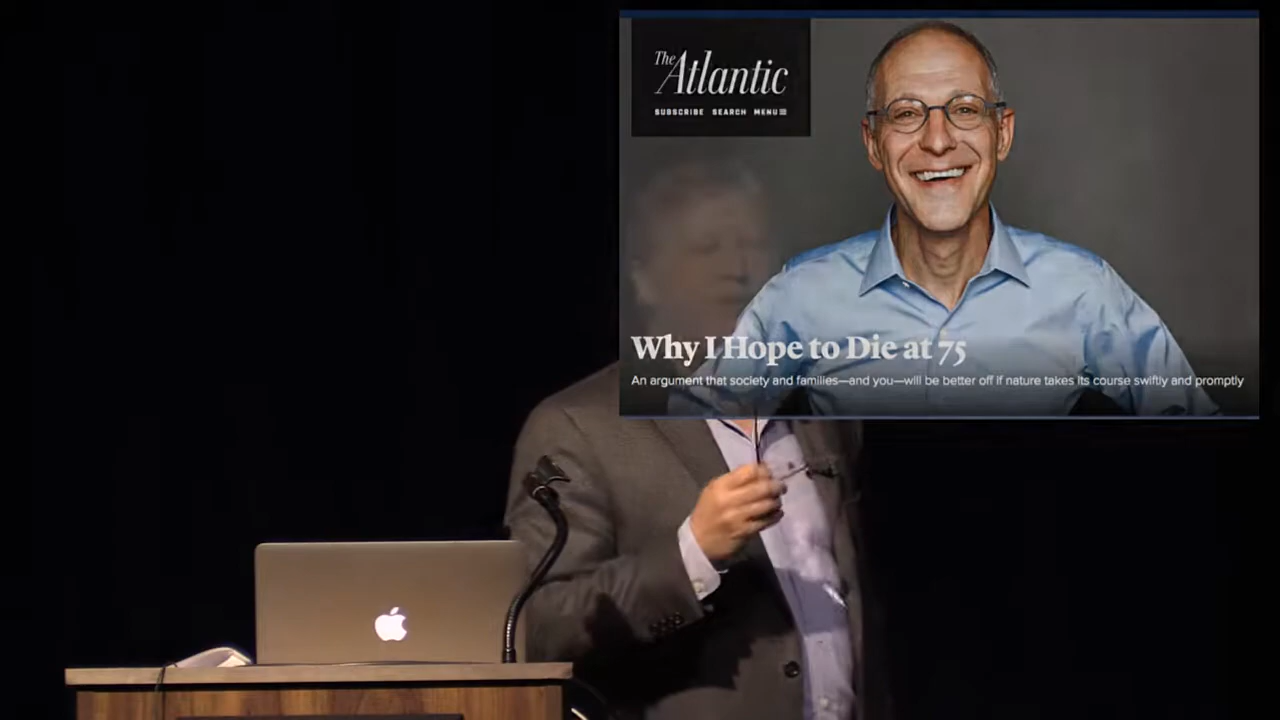 The Atlantic
SUBSCRIBE SEARCH MENU
Why I Hope to Die at 75
An argument that society and families—and you—will be better off if nature takes its course swiftly and promptly